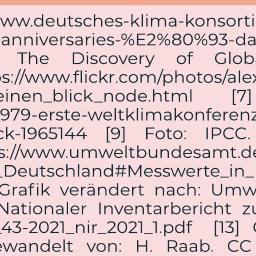 www.deutsches-klima-konsorti
anniversaries-%E2%80%93-da
The Discovery of Glob
s://www.flickr.com/photos/ale
einen_blick_node.html [7]
979-erste-weltklimakonferenz
ck-1965144 [9] Foto: IPCC.
s://www.umweltbundesamt.de
_Deutschland#Messwerte_in_
Grafik verändert nach: Umw
Nationaler Inventarbericht zu
_43-2021_nir_2021_1.pdf [13] G
ewandelt von: H. Raab. CC